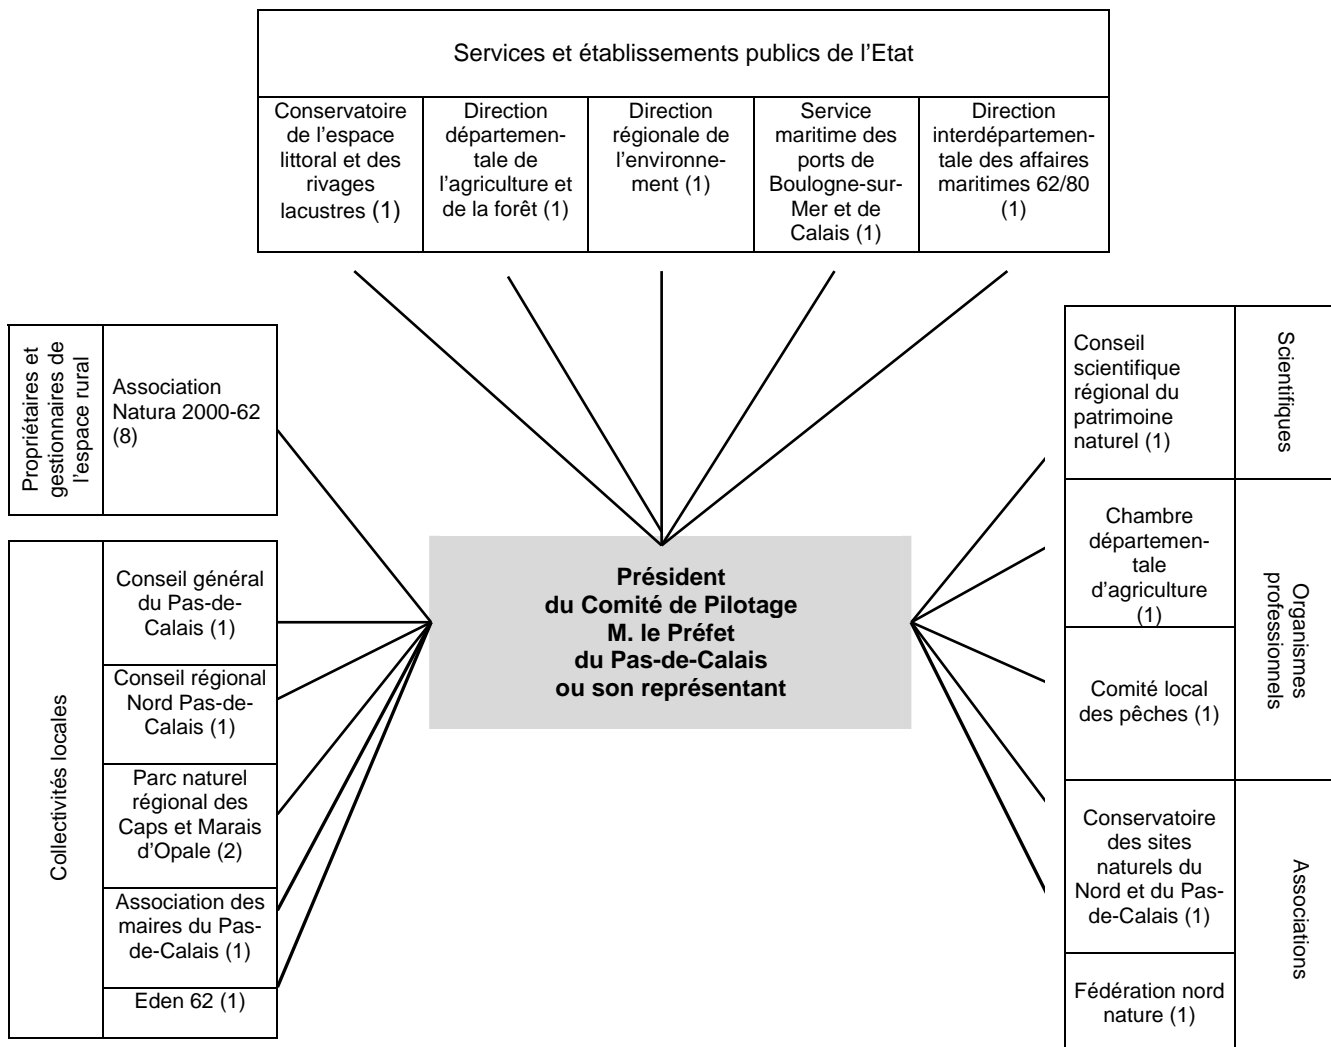 Services et établissements publics de l’Etat
Conservatoire
de l’espace
littoral et des
rivages
lacustres (1)
Direction
départemen-
tale de
l’agriculture et
de la forêt (1)
Direction
régionale de
l’environne-
ment (1)
Service
maritime des
ports de
Boulogne-sur-
Mer et de
Calais (1)
Direction
interdépartemen-
tale des affaires
maritimes 62/80
(1)
Propriétaires et
gestionnaires de
l’espace rural
Association
Natura 2000-62
(8)
Collectivités locales
Conseil général
du Pas-de-
Calais (1)
Conseil régional
Nord Pas-de-
Calais (1)
Parc naturel
régional des
Caps et Marais
d’Opale (2)
Association des
maires du Pas-
de-Calais (1)
Eden 62 (1)
Président
du Comité de Pilotage
M. le Préfet
du Pas-de-Calais
ou son représentant
Conseil
scientifique
régional du
patrimoine
naturel (1)
Scientifiques
Chambre
départemen-
tale
d’agriculture
(1)
Comité local
des pêches (1)
Organismes
professionnels
Conservatoire
des sites
naturels du
Nord et du Pas-
de-Calais (1)
Fédération nord
nature (1)
Associations